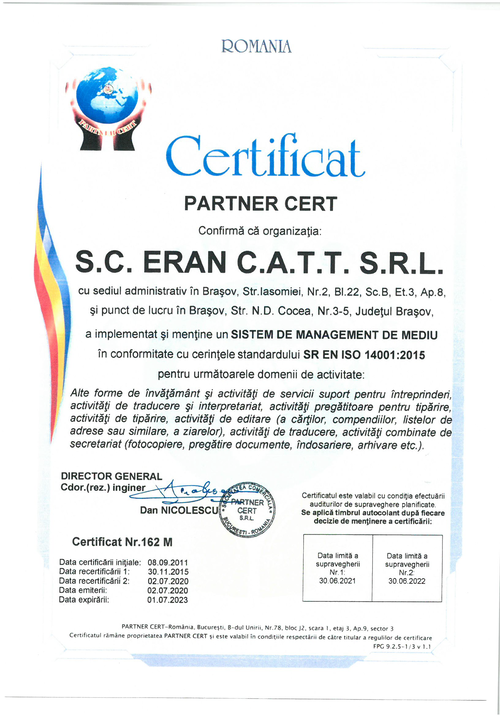 ROMANIA
PARTNER CERT
Certificat
PARTNER CERT
Confirmă că organizaţia:
S.C. ERAN C.A.T.T. S.R.L.
cu sediul administrativ în Braşov, Str.Iasomiei, Nr.2, Bl.22, Sc.B, Et.3, Ap.8,
şi punct de lucru în Braşov, Str. N.D. Cocea, Nr.3-5, Judeţul Braşov,
a implementat şi menţine un SISTEM DE MANAGEMENT DE MEDIU
în conformitate cu cerinţele standardului SR EN ISO 14001:2015
pentru următoarele domenii de activitate:
Alte forme de învăţământ şi activităţi de servicii suport pentru întreprinderi,
activităţi de traducere şi interpretariat, activităţi pregătitoare pentru tipărire,
activităţi de tipărire, activităţi de editare (a cărţilor, compendiilor, listelor de
adrese sau similare, a ziarelor), activităţi de traducere, activităţi combinate de
secretariat (fotocopiere, pregătire documente, îndosariere, arhivare etc.).
DIRECTOR GENERAL
Cdor.(rez.) inginer
Dan NICOLESCU
SOCIETATEA COMERCIALA
PARTNER
CERT
S.R.L.
BUCUREŞTI - ROMANIA
Certificatul este valabil cu condiţia efectuării
auditurilor de supraveghere planificate.
Se aplică timbrul autocolant după fiecare
decizie de menţinere a certificării:
Certificat Nr.162 M
Data certificării iniţiale: 08.09.2011
Data recertificării 1: 30.11.2015
Data recertificării 2: 02.07.2020
Data emiterii: 02.07.2020
Data expirării: 01.07.2023
Data limită a
supravegherii
Nr.1:
30.06.2021
Data limită a
supravegherii
Nr.2:
30.06.2022
PARTNER CERT-România, Bucureşti, B-dul Unirii, Nr.78, bloc J2, scara 1, etaj 3, Ap.9, sector 3
Certificatul rămâne proprietatea PARTNER CERT şi este valabil în condiţiile respectării de către titular a regulilor de certificare
FPG 9.2.5-1/3 v 1.1